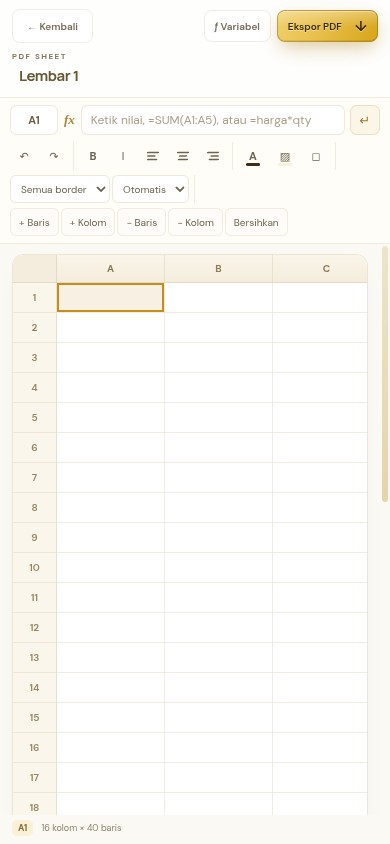 ← Kembali
ƒ Variabel
Ekspor PDF ↓
PDF SHEET
Lembar 1
A1
fx
Ketik nilai, =SUM(A1:A5), atau =harga*qty
↵
↶ ↷ B I A ▨ ◻
Semua border
Otomatis
+ Baris
+ Kolom
− Baris
− Kolom
Bersihkan
A B C
1
2
3
4
5
6
7
8
9
10
11
12
13
14
15
16
17
18
A1 16 kolom × 40 baris